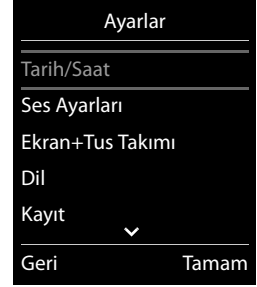 Ayarlar
Tarih/Saat
Ses Ayarları
Ekran+Tus Takımı
Dil
Kayıt
Geri Tamam